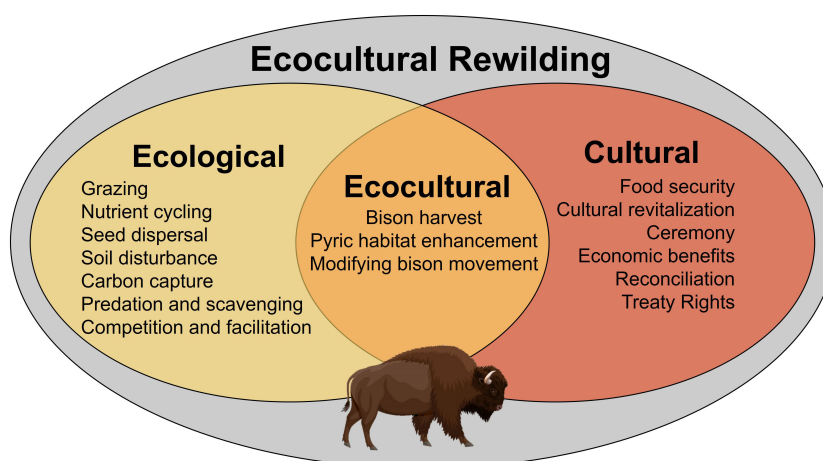 Ecocultural Rewilding
Ecological
Grazing
Nutrient cycling
Seed dispersal
Soil disturbance
Carbon capture
Predation and scavenging
Competition and facilitation
Ecocultural
Bison harvest
Pyric habitat enhancement
Modifying bison movement
Cultural
Food security
Cultural revitalization
Ceremony
Economic benefits
Reconciliation
Treaty Rights